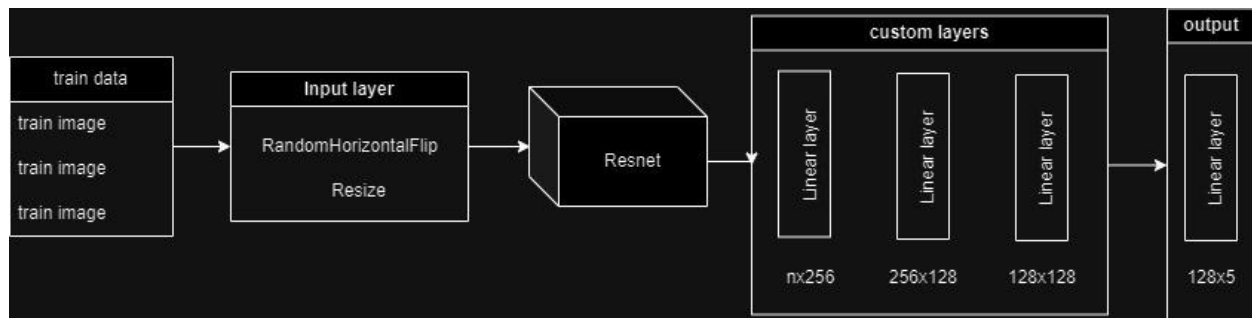 train data
train image
train image
train image
Input layer
RandomHorizontalFlip
Resize
Resnet
custom layers
Linear layer
Linear layer
Linear layer
nx256
256x128
128x128
output
Linear layer
128x5